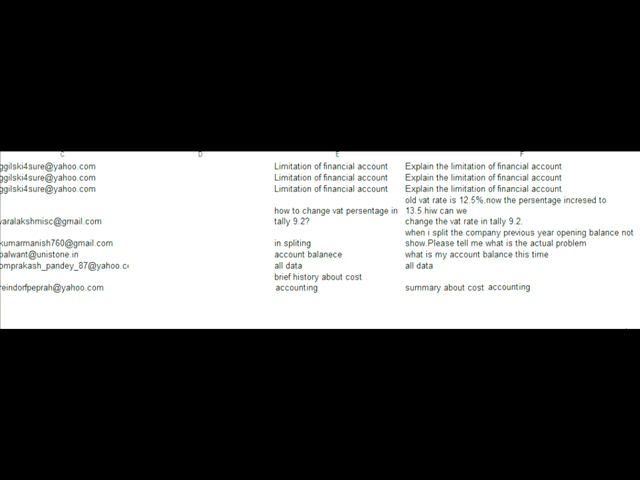 C D E F
ggilski4sure@yahoo.com Limitation of financial account Explain the limitation of financial account
ggilski4sure@yahoo.com Limitation of financial account Explain the limitation of financial account
ggilski4sure@yahoo.com Limitation of financial account Explain the limitation of financial account
old vat rate is 12.5%,now the persentage incresed to
how to change vat persentage in 13.5.hiw can we
varalakshmisc@gmail.com tally 9.2? change the vat rate in tally 9.2.
when i split the company previous year opening balance not
kumarmanish760@gmail.com in spliting show.Please tell me what is the actual problem
palwant@unistone.in account balanece what is my account balance this time
omprakash_pandey_87@yahoo.co all data all data
brief history about cost
reindorfpeprah@yahoo.com accounting summary about cost accounting